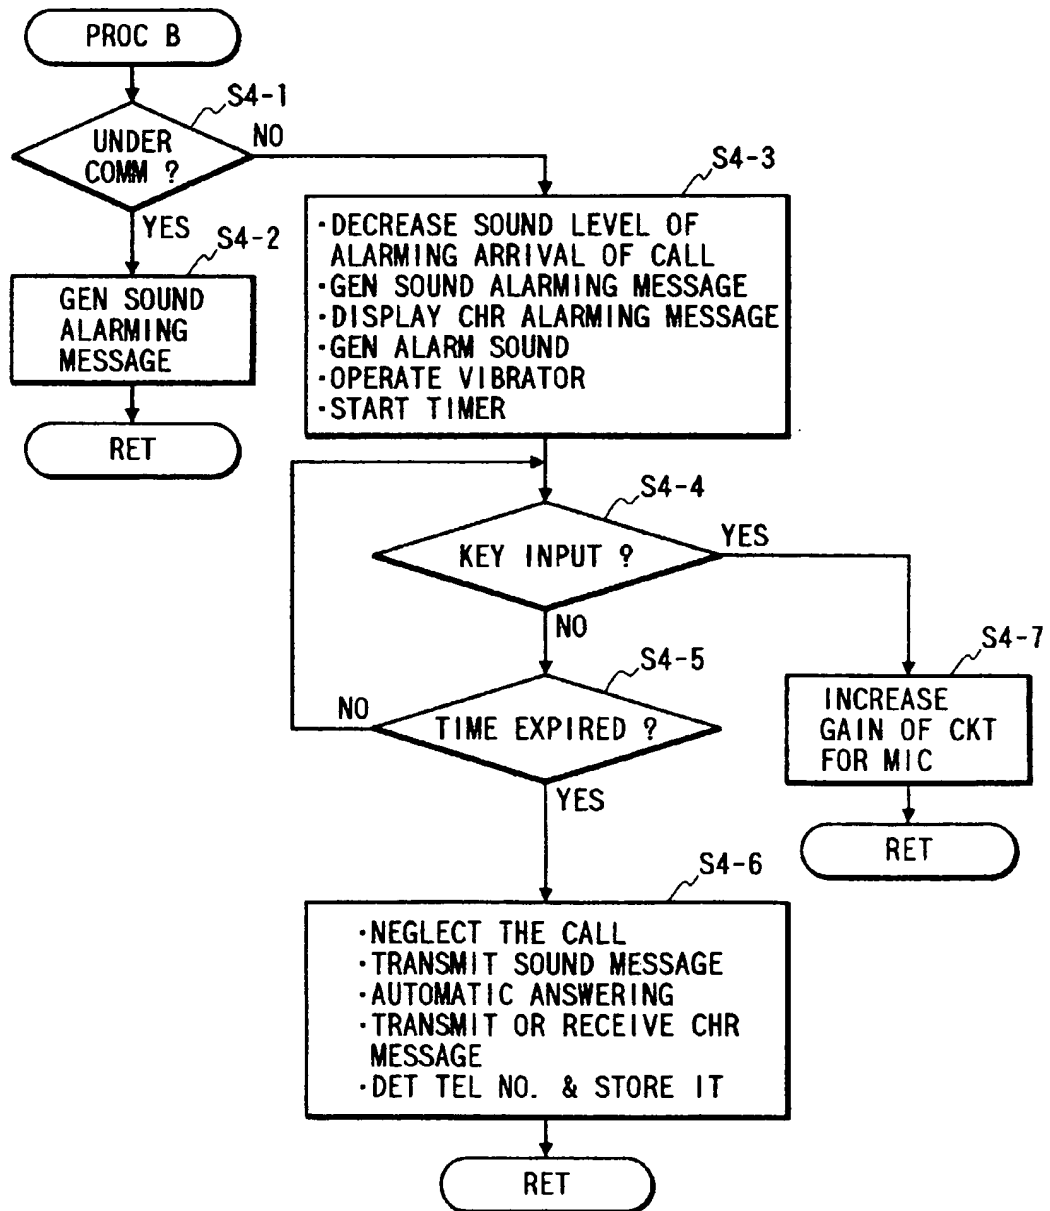 PROC B
S4-1
UNDER
COMM ?
NO
YES
S4-2
GEN SOUND
ALARMING
MESSAGE
RET
S4-3
·DECREASE SOUND LEVEL OF
ALARMING ARRIVAL OF CALL
·GEN SOUND ALARMING MESSAGE
·DISPLAY CHR ALARMING MESSAGE
·GEN ALARM SOUND
·OPERATE VIBRATOR
·START TIMER
S4-4
KEY INPUT ?
YES
NO
S4-5
TIME EXPIRED ?
NO
YES
S4-7
INCREASE
GAIN OF CKT
FOR MIC
RET
S4-6
·NEGLECT THE CALL
·TRANSMIT SOUND MESSAGE
·AUTOMATIC ANSWERING
·TRANSMIT OR RECEIVE CHR
MESSAGE
·DET TEL NO. & STORE IT
RET